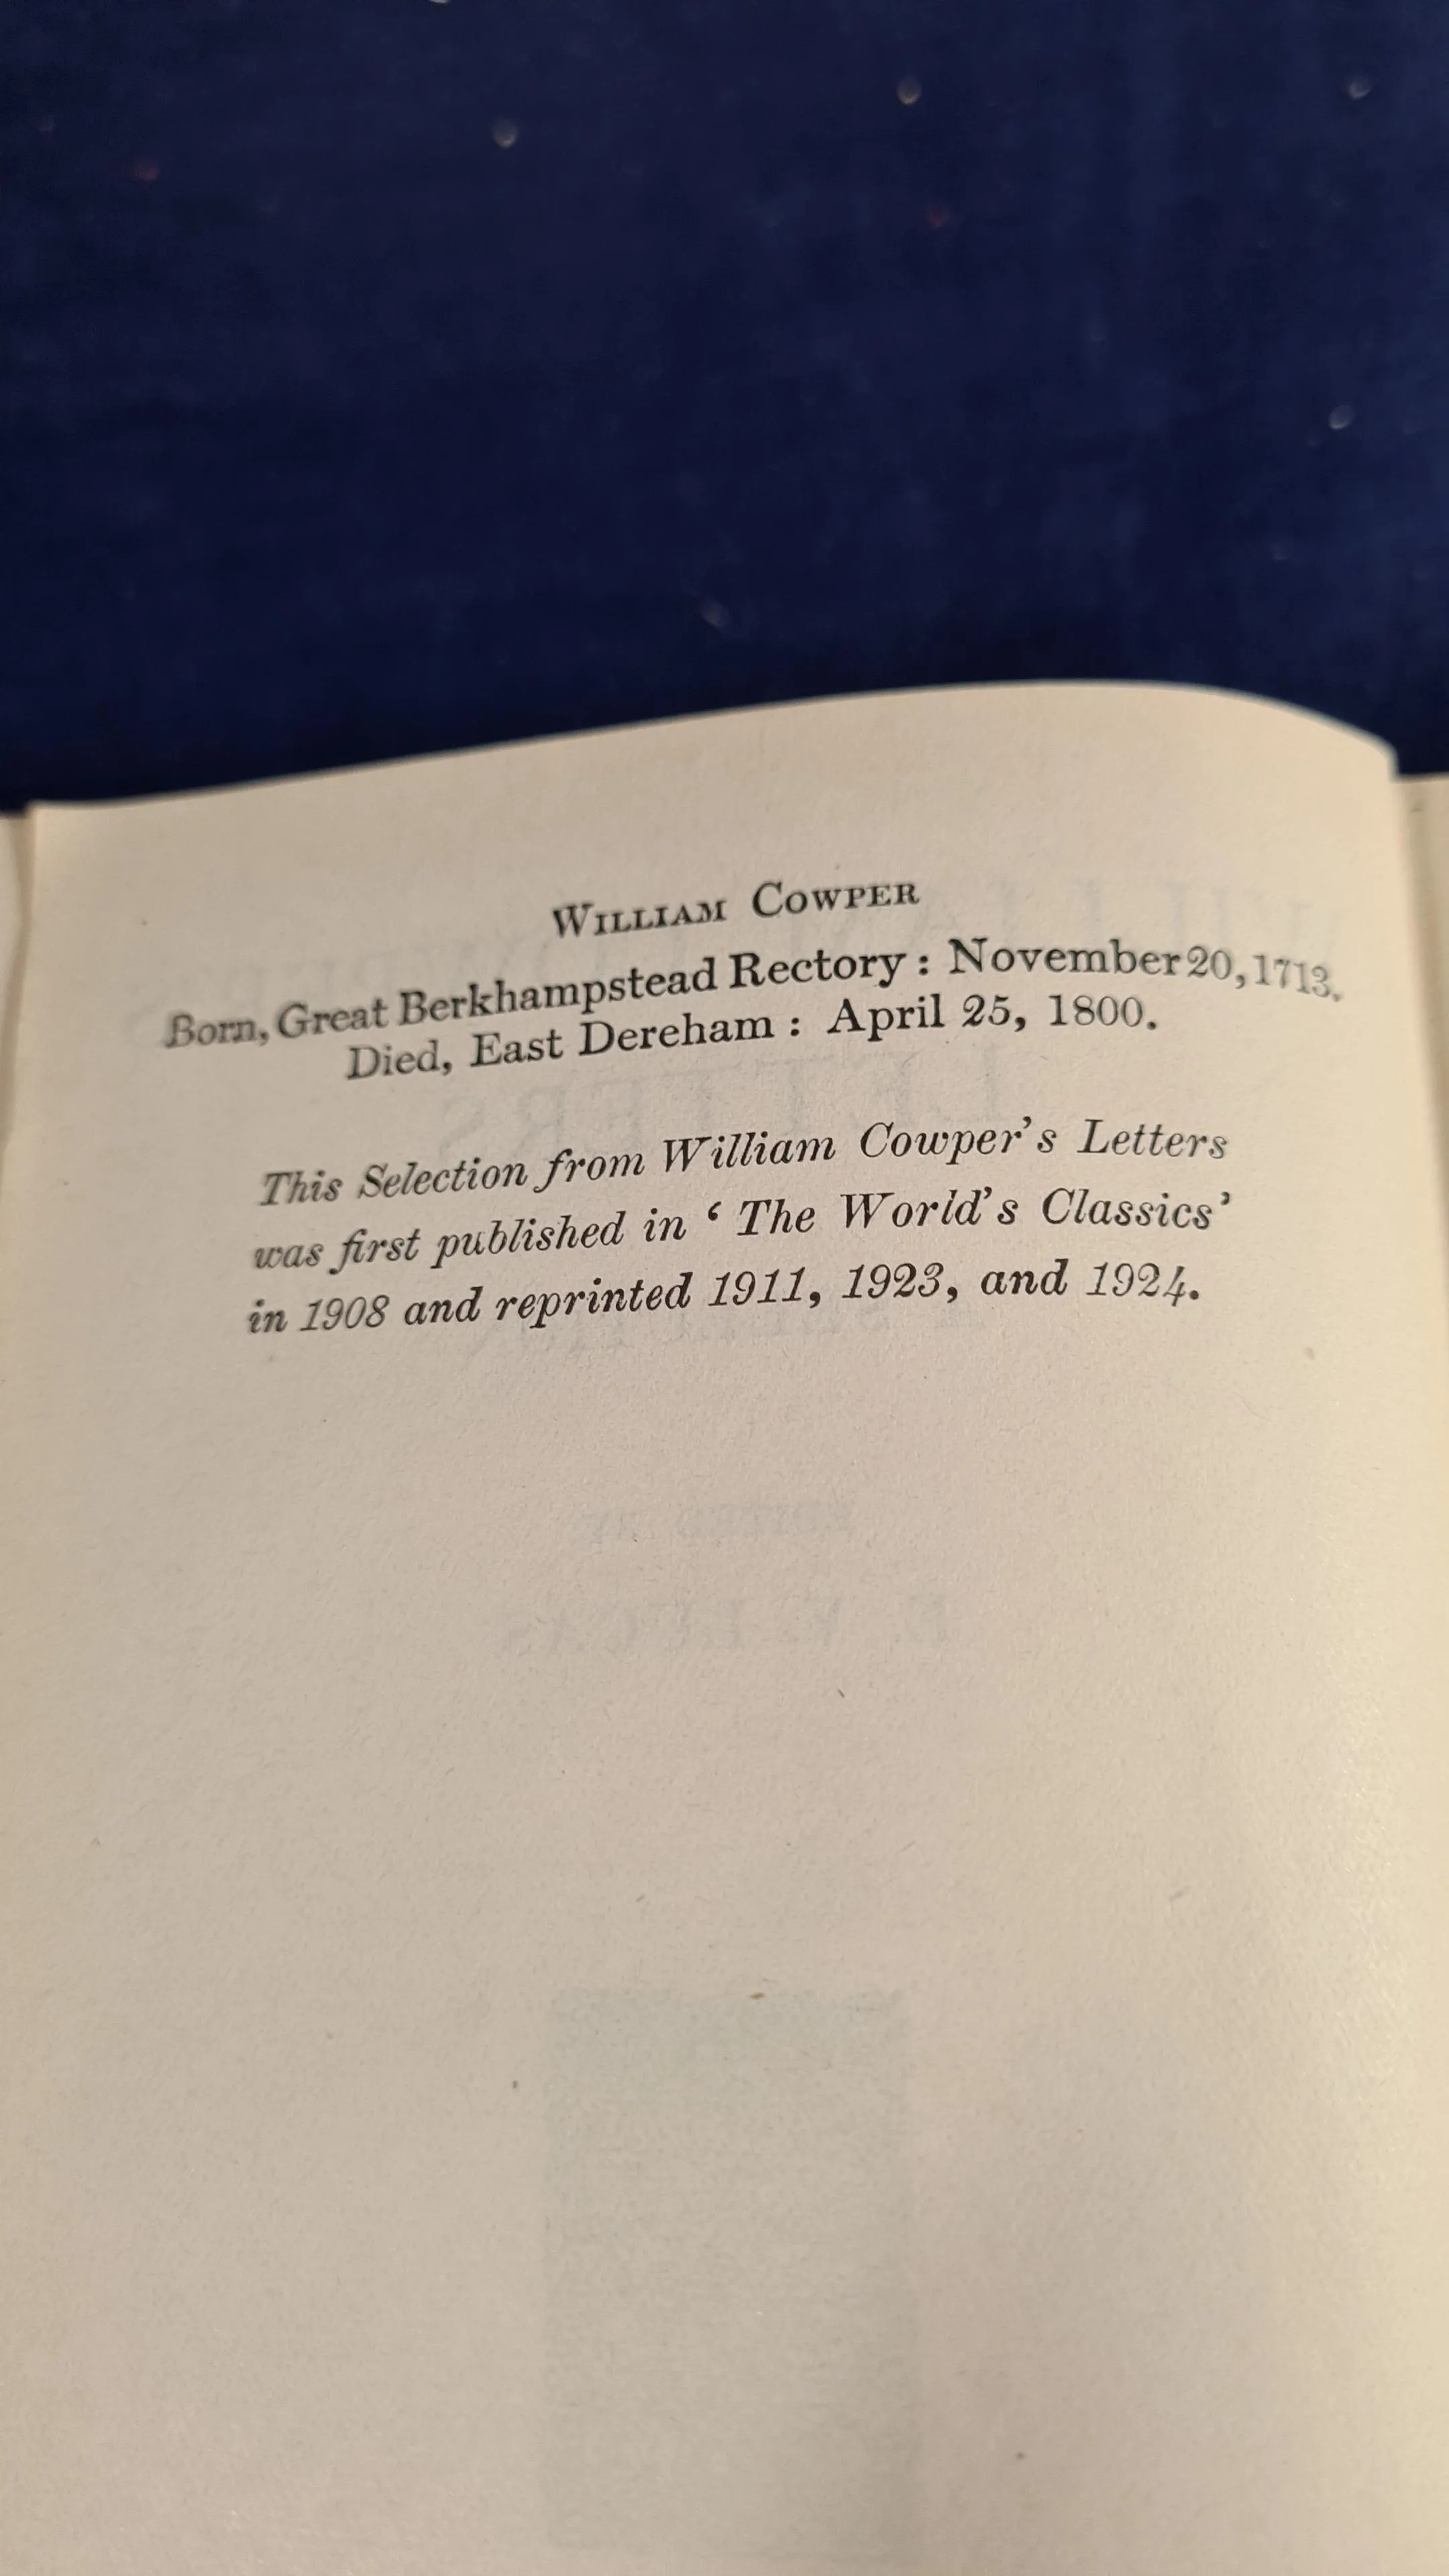 WILLIAM COWPER
Born, Great Berkhampstead Rectory : November 20, 1713.
Died, East Dereham : April 25, 1800.
This Selection from William Cowper's Letters
was first published in ‘ The World's Classics’
in 1908 and reprinted 1911, 1923, and 1924.